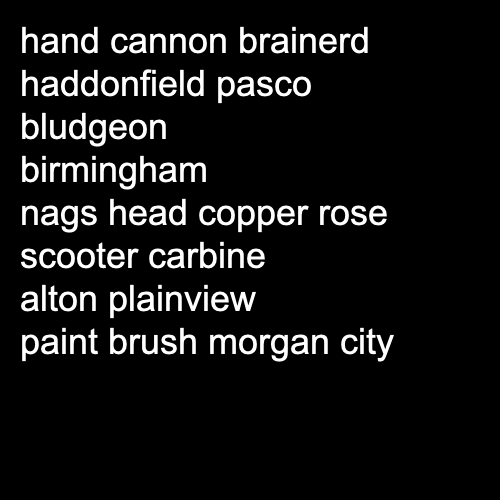 hand cannon brainerd
haddonfield pasco
bludgeon
birmingham
nags head copper rose
scooter carbine
alton plainview
paint brush morgan city